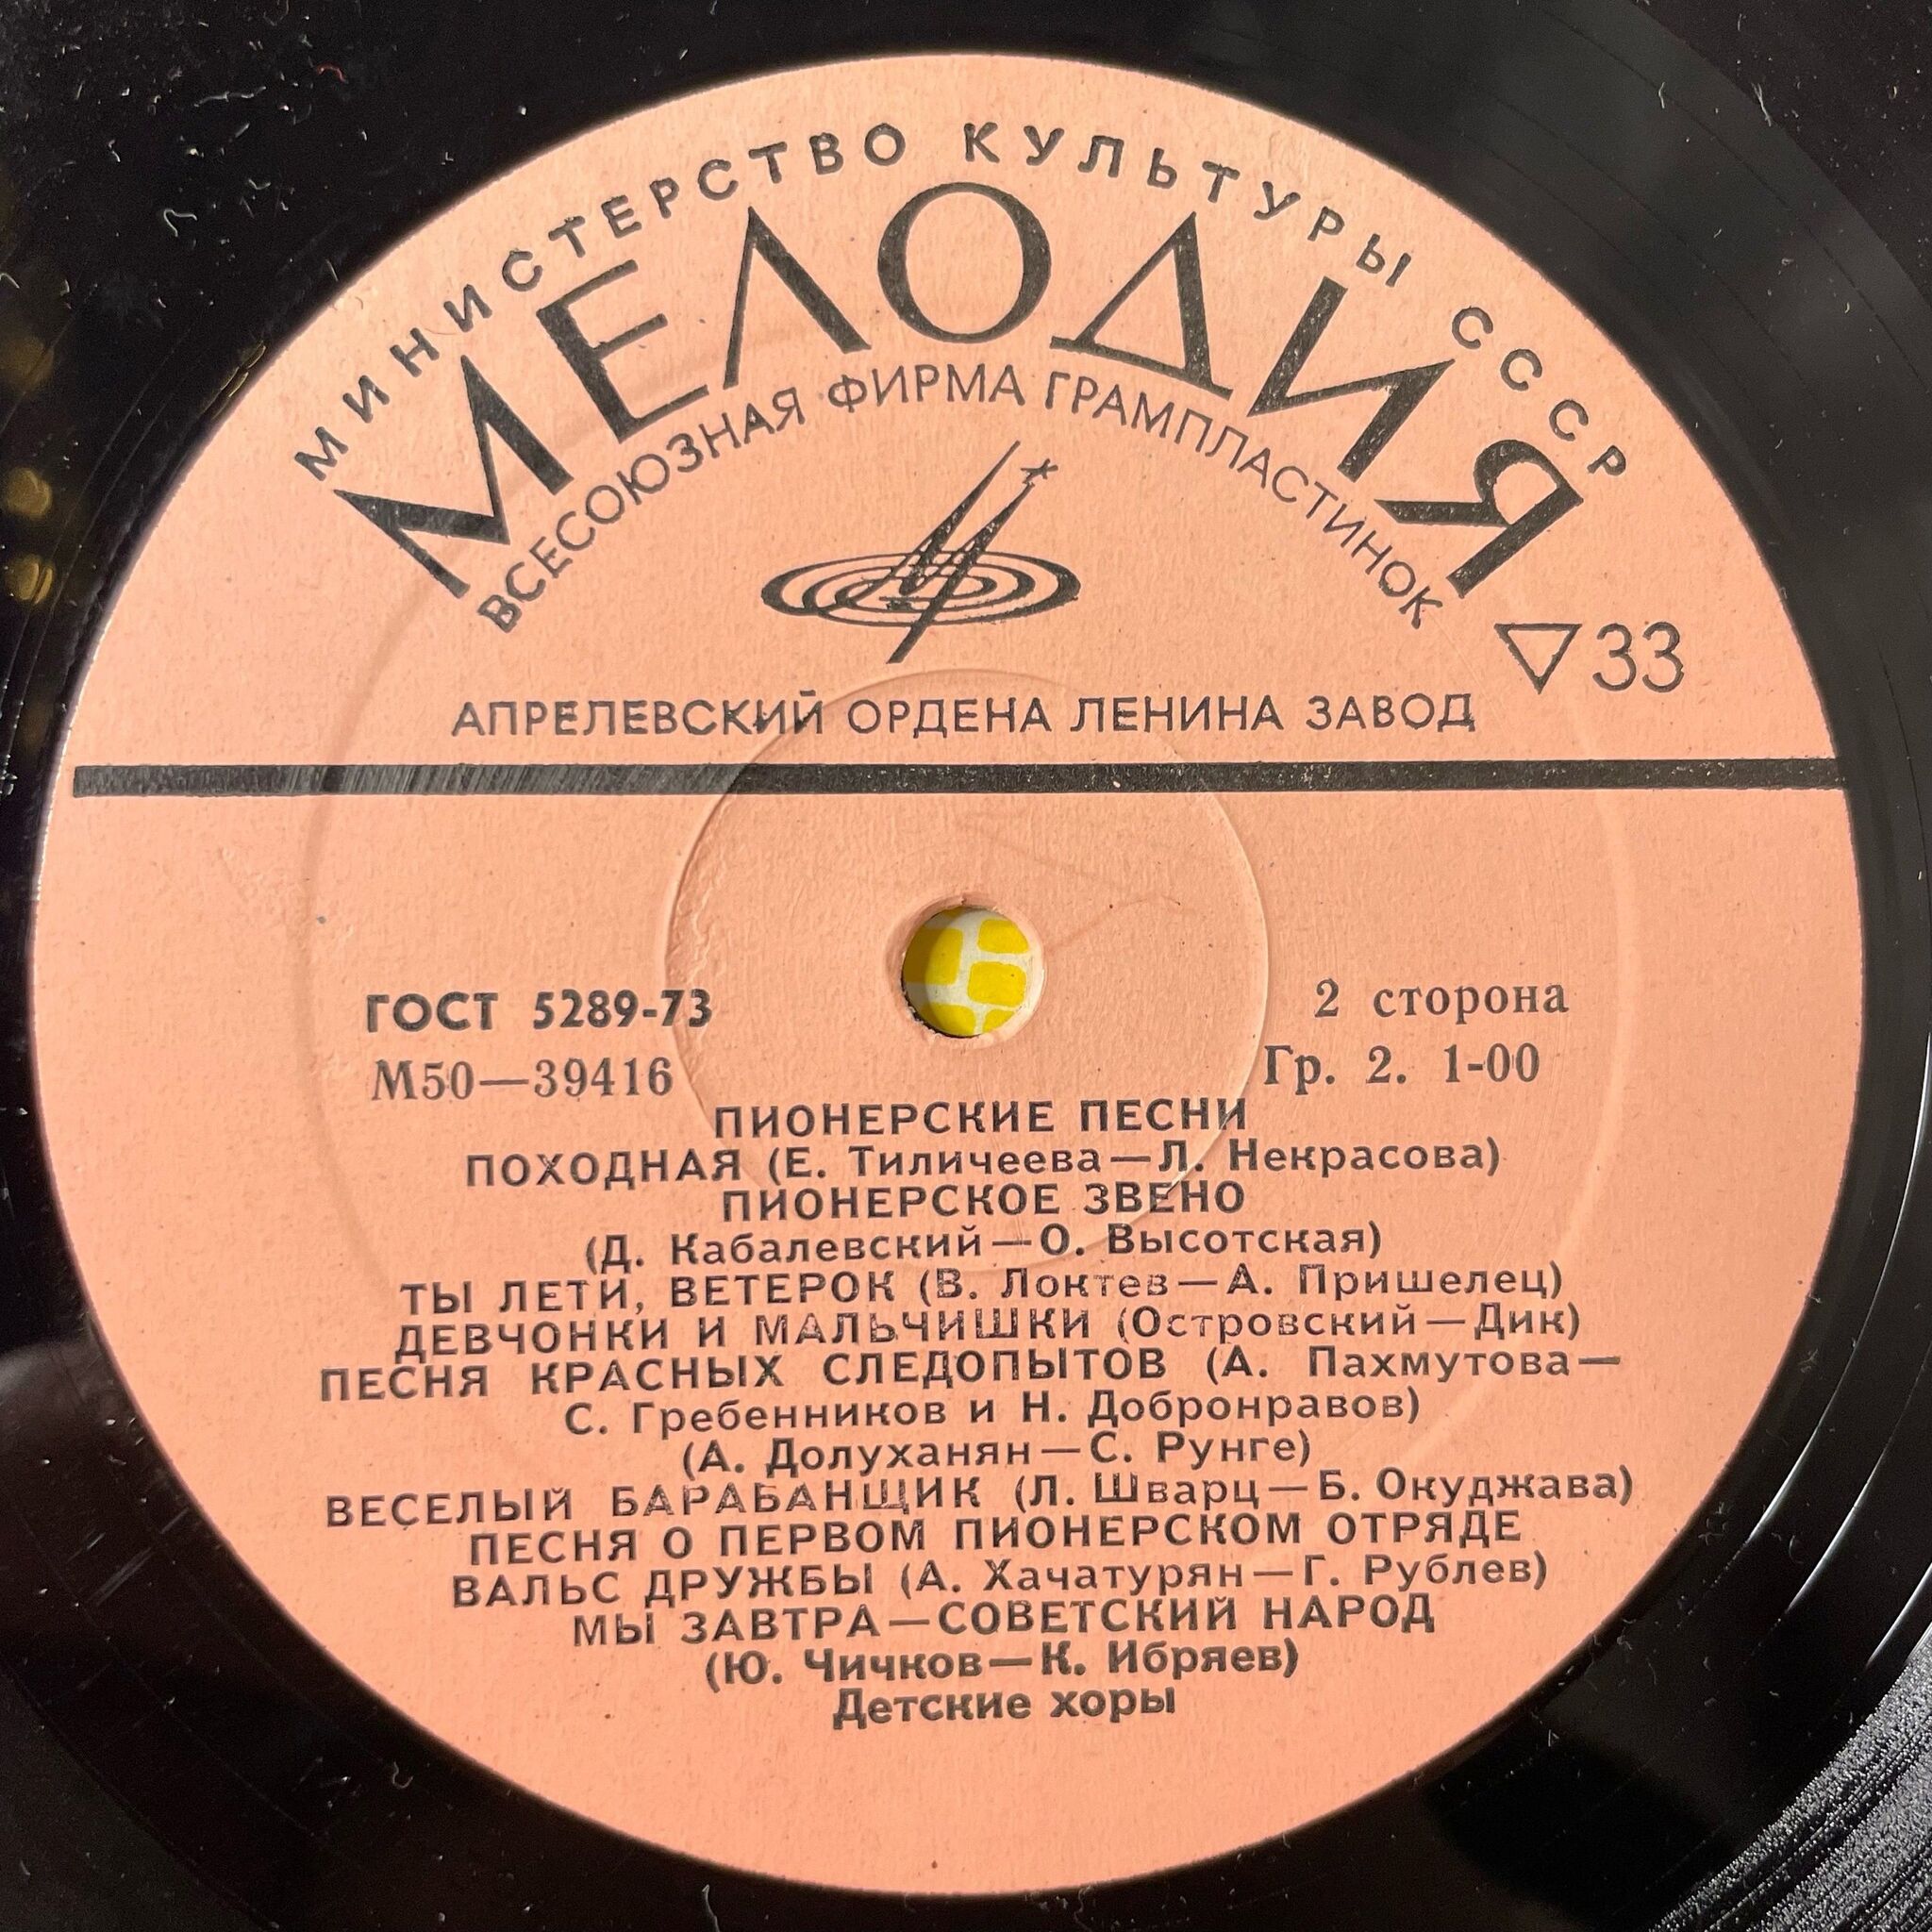 МИНИСТЕРСТВО КУЛЬТУРЫ СССР
МЕЛОДИЯ
ВСЕСОЮЗНАЯ ФИРМА ГРАМПЛАСТИНОК
33
АПРЕЛЕВСКИЙ ОРДЕНА ЛЕНИНА ЗАВОД
ГОСТ 5289-73
2 сторона
М50—39416
Гр. 2. 1-00
ПИОНЕРСКИЕ ПЕСНИ
ПОХОДНАЯ (Е. Тиличеева—Л. Некрасова)
ПИОНЕРСКОЕ ЗВЕНО
(Д. Кабалевский—О. Высотская)
ТЫ ЛЕТИ, ВЕТЕРОК (В. Локтев—А. Пришелец)
ДЕВЧОНКИ И МАЛЬЧИШКИ (Островский—Дик)
ПЕСНЯ КРАСНЫХ СЛЕДОПЫТОВ (А. Пахмутова—
С. Гребенников и Н. Добронравов)
(А. Долуханян—С. Рунге)
ВЕСЕЛЫЙ БАРАБАНЩИК (Л. Шварц—Б. Окуджава)
ПЕСНЯ О ПЕРВОМ ПИОНЕРСКОМ ОТРЯДЕ
ВАЛЬС ДРУЖБЫ (А. Хачатурян—Г. Рублев)
МЫ ЗАВТРА—СОВЕТСКИЙ НАРОД
(Ю. Чичков—К. Ибряев)
Детские хоры